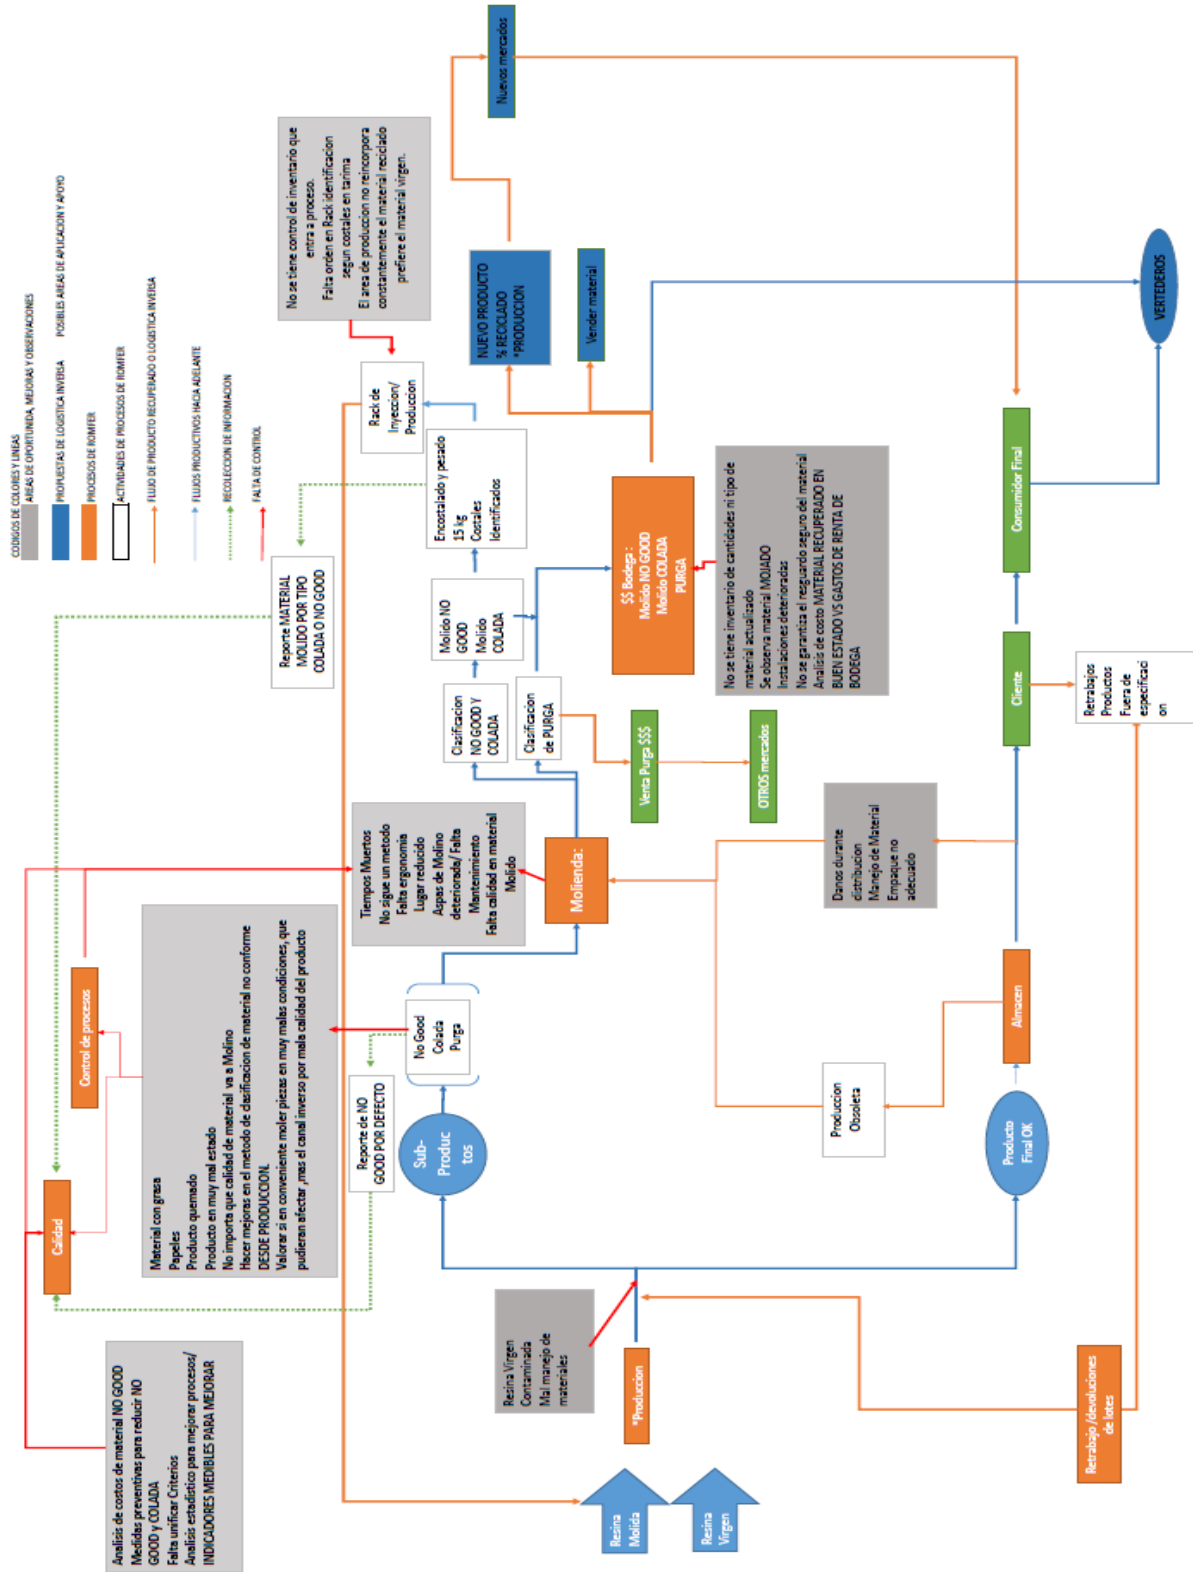 CODIGOS DE COLORES Y LINEAS
AREAS DE OPORTUNIDA, MEJORAS Y OBSERVACIONES
PROPUESTAS DE LOGISTICA INVERSA
POSIBLES AREAS DE APLICACION Y APOYO
PROCESOS DE ROMFER
ACTIVIDADES DE PROCESOS DE ROMFER
FLUJO DE PRODUCTO RECUPERADO O LOGISTICA INVERSA
FLUJOS PRODUCTIVOS HACIA ADELANTE
RECOLECCION DE INFORMACION
FALTA DE CONTROL
Analisis de costos de material NO GOOD
Medidas preventivas para reducir NO
GOOD y COLADA
Falta unificar Criterios
Analisis estadistico para mejorar procesos/
INDICADORES MEDIBLES PARA MEJORAR
Calidad
Control de procesos
Material con grasa
Papeles
Producto quemado
Producto en muy mal estado
No importa que calidad de material va a Molino
Hacer mejoras en el metodo de clasificacion de material no conforme
DESDE PRODUCCION.
Valorar si en conveniente moler piezas en muy malas condiciones, que
pudieran afectar ,mas el canal inverso por mala calidad del producto
Reporte MATERIAL
MOLIDO POR TIPO
COLADA O NO GOOD
No se tiene control de inventario que
entra a proceso.
Falta orden en Rack identificacion
segun costales en tarima
El area de produccion no reincorpora
constantemente el material reciclado
prefiere el material virgen.
Reporte de NO
GOOD POR DEFECTO
Tiempos Muertos
No sigue un metodo
Falta ergonomia
Lugar reducido
Aspas de Molino
deteriorada/ Falta
Mantenimiento
Falta calidad en material
Molido
Rack de
Inyeccion/
Produccion
Sub-
Produc
tos
No Good
Colada
Purga
Clasificacion
NO GOOD Y
COLADA
Molido NO
GOOD
Molido
COLADA
Encostalado y pesado
15 kg
Costales
Identificados
NUEVO PRODUCTO
% RECICLADO
*PRODUCCION
Nuevos mercados
Molienda:
Clasificacion
de PURGA
Vender material
Resina Virgen
Contaminada
Mal manejo de
materiales
Resina
Molida
Resina
Virgen
*Produccion
Venta Purga $$$
OTROS mercados
$$ Bodega :
Molido NO GOOD
Molido COLADA
PURGA
No se tiene inventario de cantidades ni tipo de
material actualizado
Se observa material MOJADO
Instalaciones deterioradas
No se garantiza el resguardo seguro del material
Analisis de costo MATERIAL RECUPERADO EN
BUEN ESTADO VS GASTOS DE RENTA DE
BODEGA
Produccion
Obsoleta
Danos durante
distribucion
Manejo de Material
Empaque no
adecuado
Producto
Final OK
Almacen
Cliente
Consumidor Final
VERTEDEROS
Retrabajo /devoluciones
de lotes
Retrabajos
Productos
Fuera de
especificaci
on